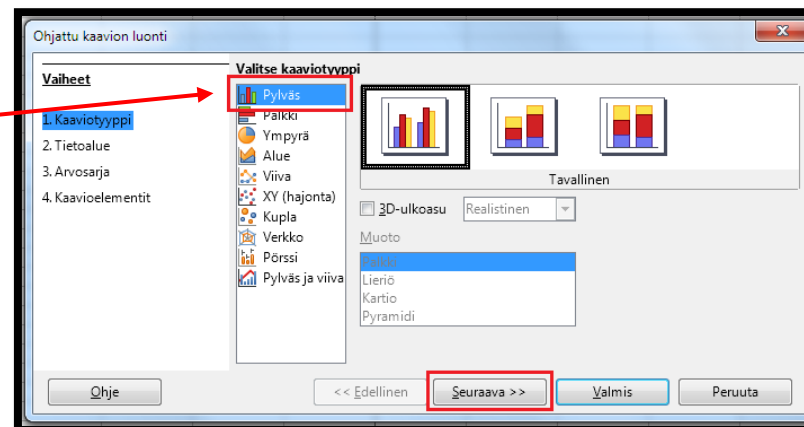 Ohjattu kaavion luonti
Vaiheet
1. Kaaviotyyppi
2. Tietoalue
3. Arvosarja
4. Kaavioelementit
Valitse kaaviotyyppi
Pylväs
Palkki
Ympyrä
Alue
Viiva
XY (hajonta)
Kupla
Verkko
Pörssi
Pylväs ja viiva
Tavallinen
3D-ulkoasu
Realistinen
Muoto
Lieriö
Kartio
Pyramidi
Ohje
<< Edellinen
Seuraava >>
Valmis
Peruuta